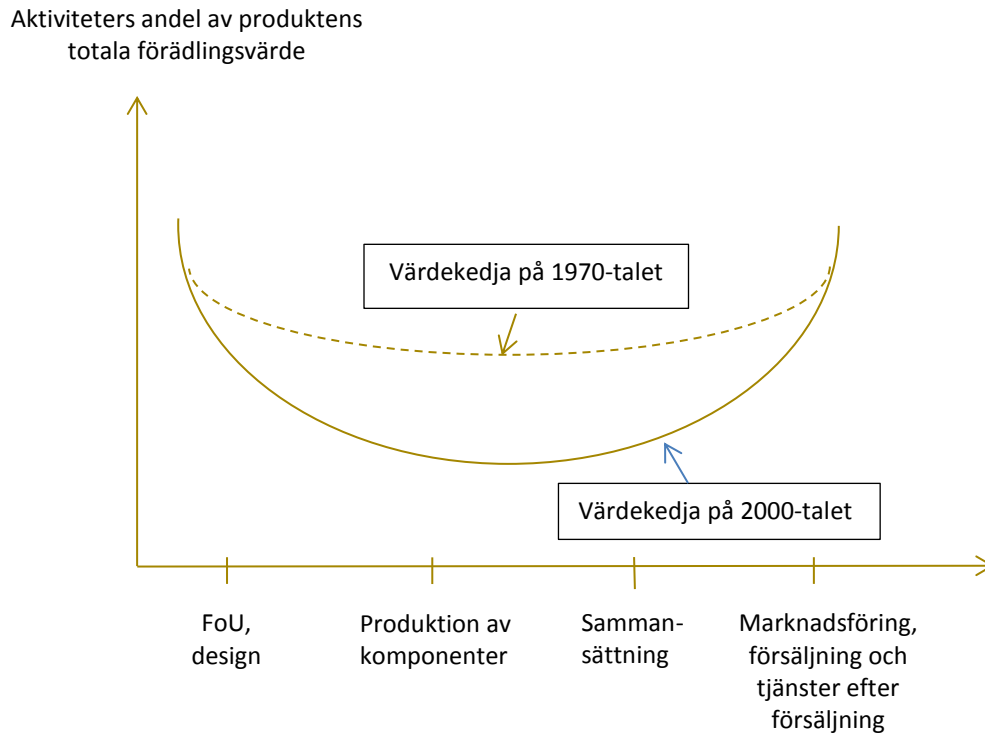 Aktiviteters andel av produktens
totala förädlingsvärde
Värdekedja på 1970-talet
Värdekedja på 2000-talet
FoU,
design
Produktion av
komponenter
Samman-
sättning
Marknadsföring,
försäljning och
tjänster efter
försäljning